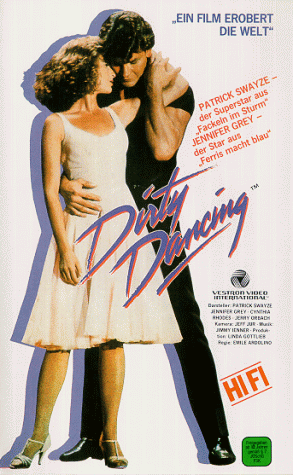 „EIN FILM EROBERT
DIE WELT"
PATRICK SWAYZE –
der Superstar aus
„Fackeln im Sturm"
JENNIFER GREY –
der Star aus
„Ferris macht blau"
Dirty
Dancing™
VESTRON VIDEO
INTERNATIONAL
Darsteller: PATRICK SWAYZE
JENNIFER GREY · CYNTHIA
RHODES · JERRY ORBACH
Kamera: JEFF JUR · Musik:
JIMMY IENNER · Produk-
tion: LINDA GOTTLIEB
Regie: EMILE ARDOLINO
HI FI